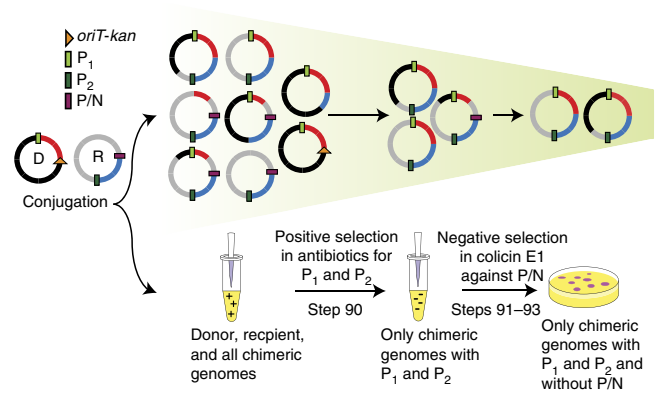 oriT-kan
P1
P2
P/N
D
R
Conjugation
Positive selection
in antibiotics for
P1 and P2
Step 90
Negative selection
in colicin E1
against P/N
Steps 91–93
Donor, recpient,
and all chimeric
genomes
Only chimeric
genomes with
P1 and P2
Only chimeric
genomes with
P1 and P2 and
without P/N